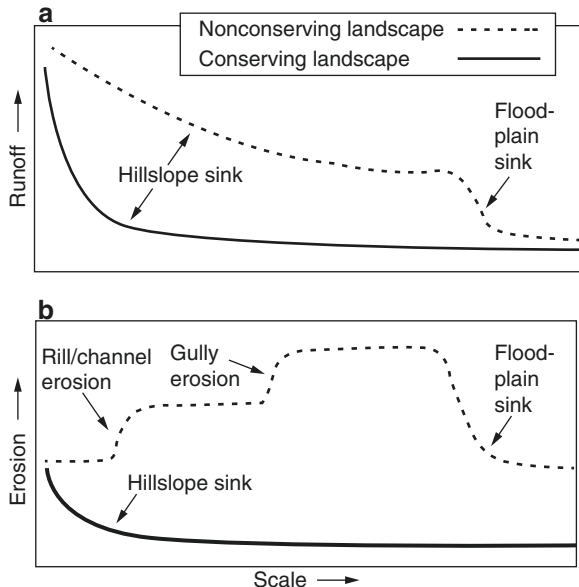 a
Nonconserving landscape
Conserving landscape
Flood-
plain
sink
Hillslope sink
Runoff
b
Rill/channel
erosion
Gully
erosion
Flood-
plain
sink
Hillslope sink
Erosion
Scale